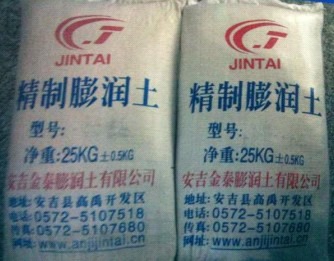 JINTAI
精制膨润土
型号:
净重:25KG±0.5KG
安吉金泰膨润土有限公司
地址:安吉县高禹开发区
电话:0572-5107518
传真:0572-5107680
网址:www.anjijintai.cn
JINTAI
精制膨润土
型号:
净重:25KG±0.5KG
安吉金泰膨润土有限公司
地址:安吉县高禹开发区
电话:0572-5107518
传真:0572-5107680
网址:www.anjijintai.c